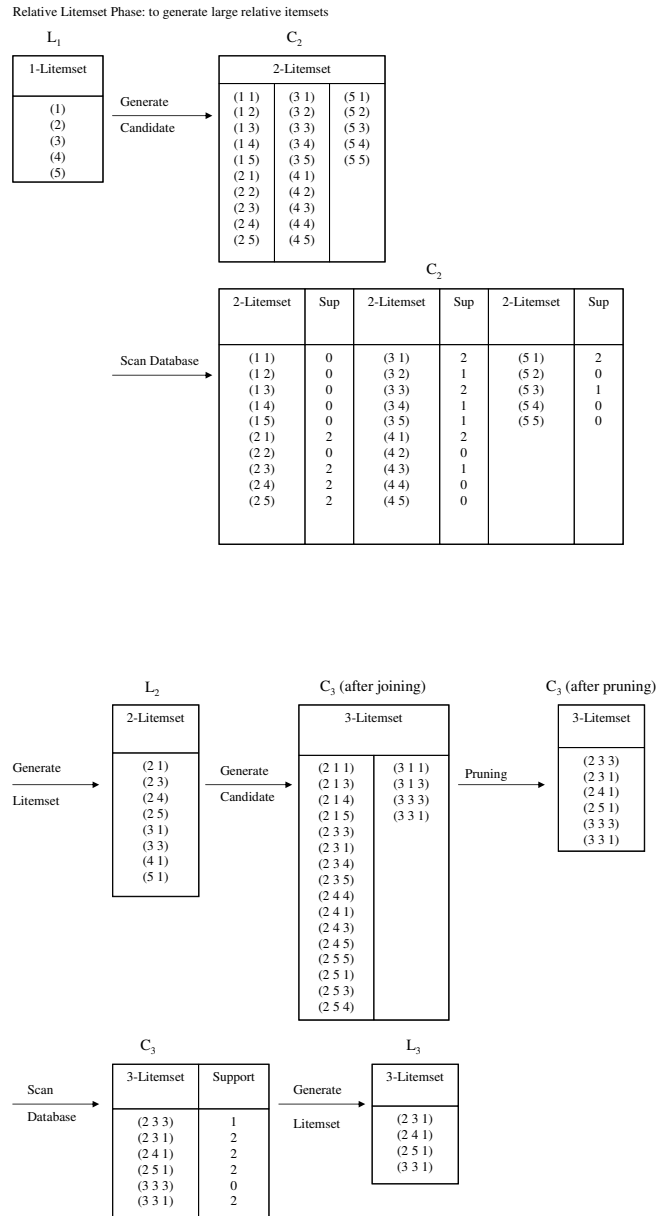 Relative Litemset Phase: to generate large relative itemsets
L1
C2
1-Litemset
(1)
(2)
(3)
(4)
(5)
Generate
Candidate
2-Litemset
(1 1) (3 1) (5 1)
(1 2) (3 2) (5 2)
(1 3) (3 3) (5 3)
(1 4) (3 4) (5 4)
(1 5) (3 5) (5 5)
(2 1) (4 1)
(2 2) (4 2)
(2 3) (4 3)
(2 4) (4 4)
(2 5) (4 5)
C2
Scan Database
2-Litemset Sup 2-Litemset Sup 2-Litemset Sup
(1 1) 0 (3 1) 2 (5 1) 2
(1 2) 0 (3 2) 1 (5 2) 0
(1 3) 0 (3 3) 2 (5 3) 1
(1 4) 0 (3 4) 1 (5 4) 0
(1 5) 0 (3 5) 1 (5 5) 0
(2 1) 2 (4 1) 2
(2 2) 0 (4 2) 0
(2 3) 2 (4 3) 1
(2 4) 2 (4 4) 0
(2 5) 2 (4 5) 0
L2
C3 (after joining)
C3 (after pruning)
Generate
Litemset
2-Litemset
(2 1)
(2 3)
(2 4)
(2 5)
(3 1)
(3 3)
(4 1)
(5 1)
Generate
Candidate
3-Litemset
(2 1 1) (3 1 1)
(2 1 3) (3 1 3)
(2 1 4) (3 3 3)
(2 1 5) (3 3 1)
(2 3 3)
(2 3 1)
(2 3 4)
(2 3 5)
(2 4 4)
(2 4 1)
(2 4 3)
(2 4 5)
(2 5 5)
(2 5 1)
(2 5 3)
(2 5 4)
Pruning
3-Litemset
(2 3 3)
(2 3 1)
(2 4 1)
(2 5 1)
(3 3 3)
(3 3 1)
C3
L3
Scan
Database
3-Litemset Support
(2 3 3) 1
(2 3 1) 2
(2 4 1) 2
(2 5 1) 2
(3 3 3) 0
(3 3 1) 2
Generate
Litemset
3-Litemset
(2 3 1)
(2 4 1)
(2 5 1)
(3 3 1)